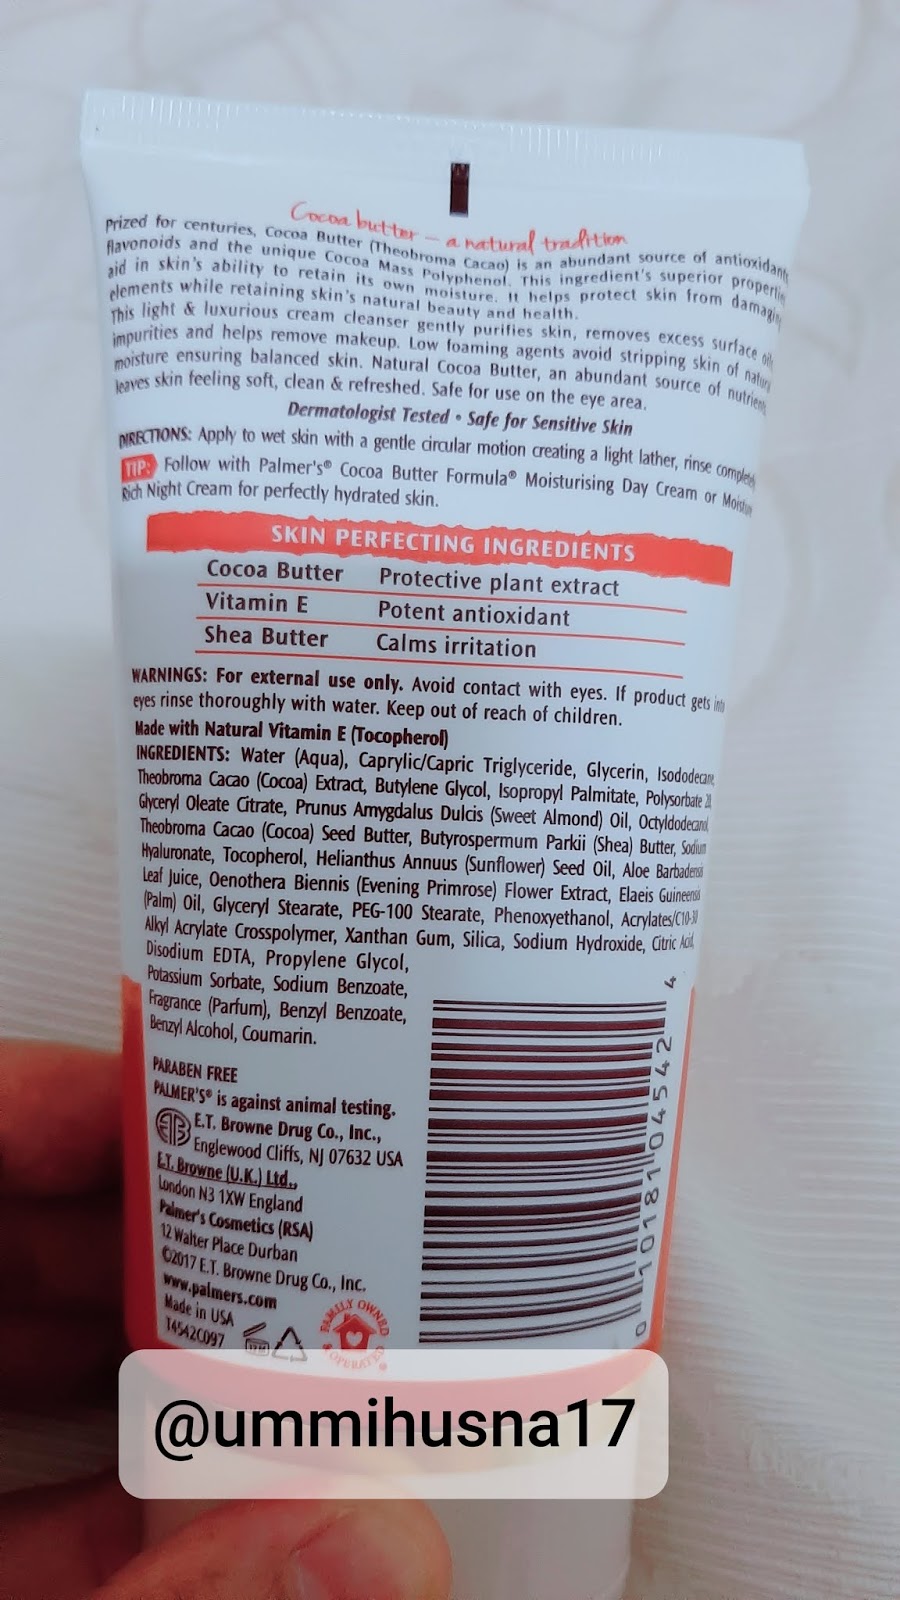 Cocoa butter – a natural tradition
Prized for centuries, Cocoa Butter (Theobroma Cacao) is an abundant source of antioxidants
flavonoids and the unique Cocoa Mass Polyphenol. This ingredient's superior properti
aid in skin's ability to retain its own moisture. It helps protect skin from damagin
elements while retaining skin's natural beauty and health.
This light & luxurious cream cleanser gently purifies skin, removes excess surface oils
impurities and helps remove makeup. Low foaming agents avoid stripping skin of natura
moisture ensuring balanced skin. Natural Cocoa Butter, an abundant source of nutrients
leaves skin feeling soft, clean & refreshed. Safe for use on the eye area.
Dermatologist Tested • Safe for Sensitive Skin
DIRECTIONS: Apply to wet skin with a gentle circular motion creating a light lather, rinse completely
TIP: Follow with Palmer's® Cocoa Butter Formula® Moisturising Day Cream or Moisture
Rich Night Cream for perfectly hydrated skin.
SKIN PERFECTING INGREDIENTS
Cocoa Butter Protective plant extract
Vitamin E Potent antioxidant
Shea Butter Calms irritation
WARNINGS: For external use only. Avoid contact with eyes. If product gets into
eyes rinse thoroughly with water. Keep out of reach of children.
Made with Natural Vitamin E (Tocopherol)
INGREDIENTS: Water (Aqua), Caprylic/Capric Triglyceride, Glycerin, Isododecane,
Theobroma Cacao (Cocoa) Extract, Butylene Glycol, Isopropyl Palmitate, Polysorbate 20,
Glyceryl Oleate Citrate, Prunus Amygdalus Dulcis (Sweet Almond) Oil, Octyldodecanol,
Theobroma Cacao (Cocoa) Seed Butter, Butyrospermum Parkii (Shea) Butter, Sodium
Hyaluronate, Tocopherol, Helianthus Annuus (Sunflower) Seed Oil, Aloe Barbadensis
Leaf Juice, Oenothera Biennis (Evening Primrose) Flower Extract, Elaeis Guineensis
(Palm) Oil, Glyceryl Stearate, PEG-100 Stearate, Phenoxyethanol, Acrylates/C10-30
Alkyl Acrylate Crosspolymer, Xanthan Gum, Silica, Sodium Hydroxide, Citric Acid,
Disodium EDTA, Propylene Glycol,
Potassium Sorbate, Sodium Benzoate,
Fragrance (Parfum), Benzyl Benzoate,
Benzyl Alcohol, Coumarin.
PARABEN FREE
PALMER'S® is against animal testing.
E.T. Browne Drug Co., Inc.,
Englewood Cliffs, NJ 07632 USA
E.T. Browne (U.K.) Ltd.,
London N3 1XW England
Palmer's Cosmetics (RSA)
12 Walter Place Durban
©2017 E.T. Browne Drug Co., Inc.
www.palmers.com
Made in USA
T4542C097
FAMILY OWNED & OPERATED
0 10181 04542 4
@ummihusna17